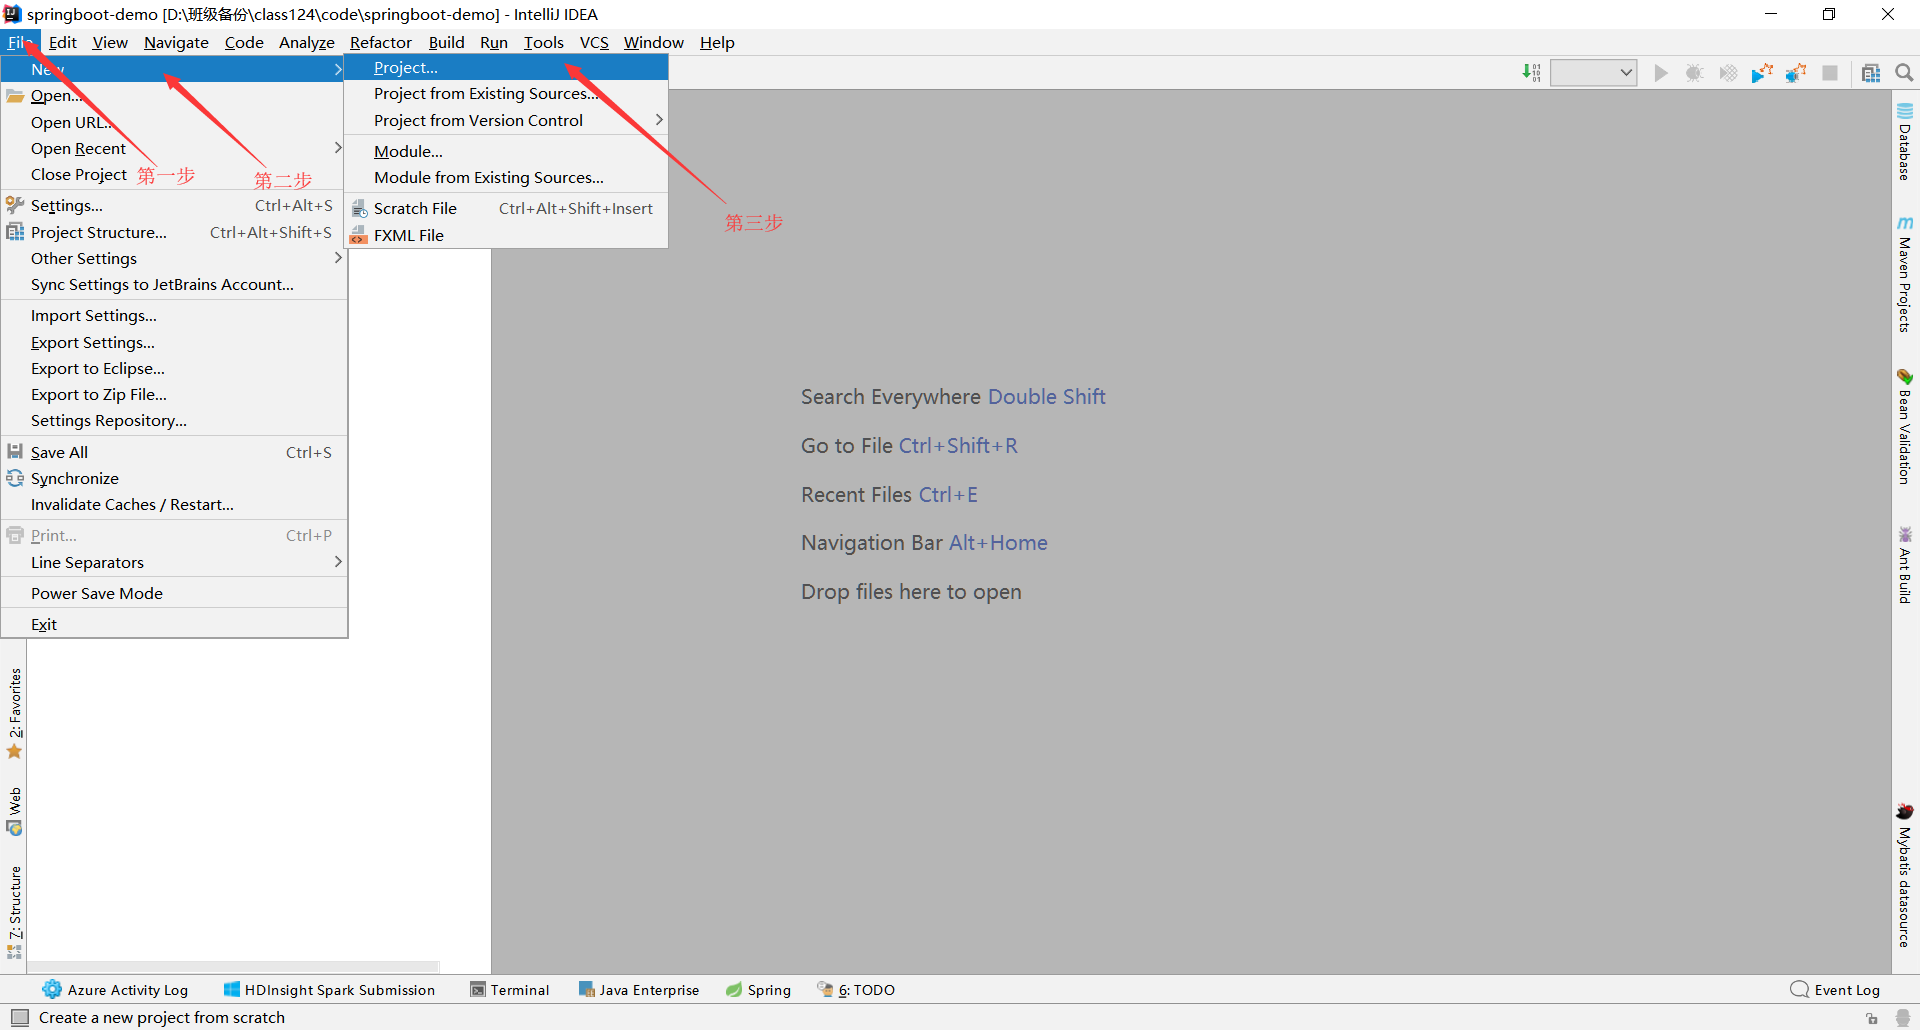 springboot-demo [D:\班级备份\class124\code\springboot-demo] - IntelliJ IDEA
File Edit View Navigate Code Analyze Refactor Build Run Tools VCS Window Help
New
Open...
Open URL...
Open Recent
Close Project
第一步
第二步
Settings... Ctrl+Alt+S
Project Structure... Ctrl+Alt+Shift+S
Other Settings
Sync Settings to JetBrains Account...
Import Settings...
Export Settings...
Export to Eclipse...
Export to Zip File...
Settings Repository...
Save All Ctrl+S
Synchronize
Invalidate Caches / Restart...
Print... Ctrl+P
Line Separators
Power Save Mode
Exit
Project...
Project from Existing Sources...
Project from Version Control
Module...
Module from Existing Sources...
Scratch File Ctrl+Alt+Shift+Insert
FXML File
第三步
Search Everywhere Double Shift
Go to File Ctrl+Shift+R
Recent Files Ctrl+E
Navigation Bar Alt+Home
Drop files here to open
2: Favorites
Web
7: Structure
Database
Maven Projects
Bean Validation
Ant Build
Mybatis datasource
Azure Activity Log HDInsight Spark Submission Terminal Java Enterprise Spring 6: TODO Event Log
Create a new project from scratch